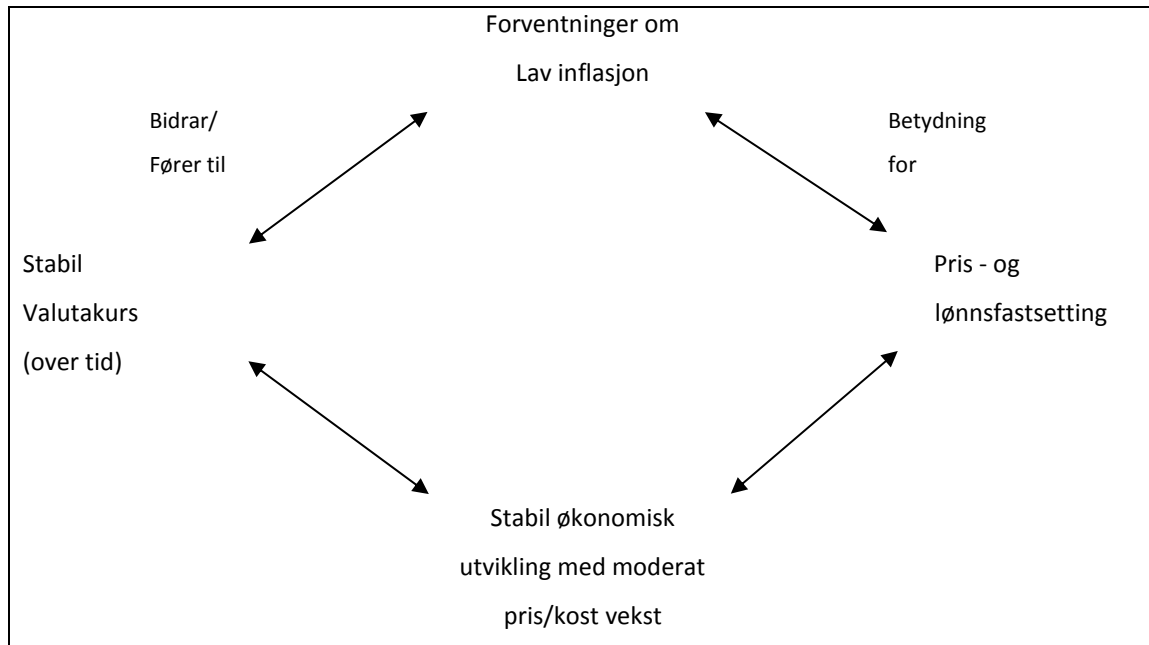 Forventninger om
Lav inflasjon
Bidrar/
Fører til
Betydning
for
Stabil
Valutakurs
(over tid)
Pris - og
lønnsfastsetting
Stabil økonomisk
utvikling med moderat
pris/kost vekst